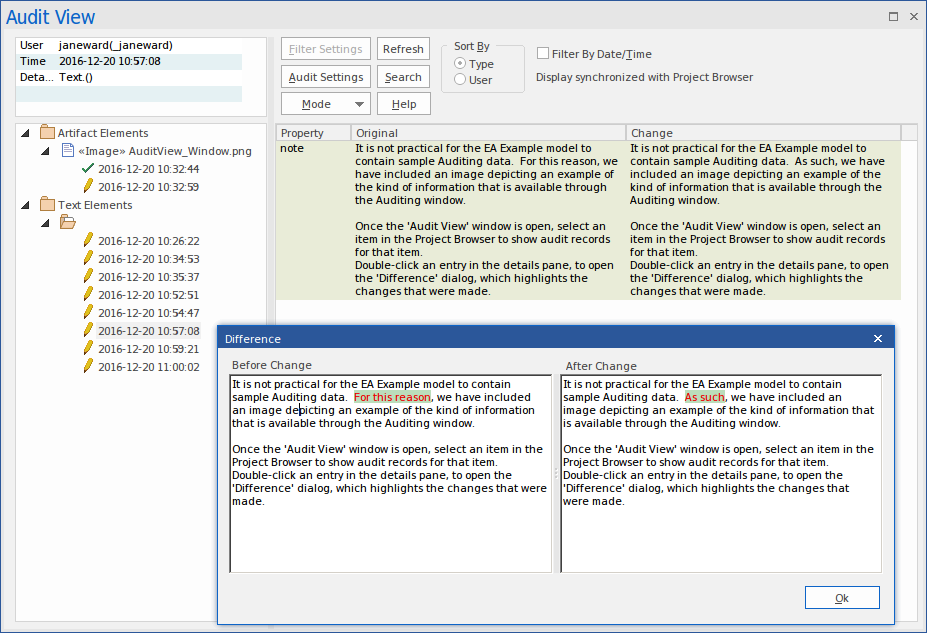 Audit View
User janeward(_janeward)
Time 2016-12-20 10:57:08
Deta... Text.()
Filter Settings
Refresh
Audit Settings
Search
Mode
Help
Sort By
Type
User
Filter By Date/Time
Display synchronized with Project Browser
Artifact Elements
«Image» AuditView_Window.png
2016-12-20 10:32:44
2016-12-20 10:32:59
Text Elements
2016-12-20 10:26:22
2016-12-20 10:34:53
2016-12-20 10:35:37
2016-12-20 10:52:51
2016-12-20 10:54:47
2016-12-20 10:57:08
2016-12-20 10:59:21
2016-12-20 11:00:02
Property Original Change
note
It is not practical for the EA Example model to
contain sample Auditing data.  For this reason, we
have included an image depicting an example of
the kind of information that is available through
the Auditing window.
Once the 'Audit View' window is open, select an
item in the Project Browser to show audit records
for that item.
Double-click an entry in the details pane, to open
the 'Difference' dialog, which highlights the
changes that were made.
It is not practical for the EA Example model to
contain sample Auditing data.  As such, we have
included an image depicting an example of the
kind of information that is available through the
Auditing window.
Once the 'Audit View' window is open, select an
item in the Project Browser to show audit records
for that item.
Double-click an entry in the details pane, to open
the 'Difference' dialog, which highlights the
changes that were made.
Difference
Before Change
It is not practical for the EA Example model to contain
sample Auditing data.  For this reason, we have included
an image depicting an example of the kind of information
that is available through the Auditing window.
Once the 'Audit View' window is open, select an item in the
Project Browser to show audit records for that item.
Double-click an entry in the details pane, to open the
'Difference' dialog, which highlights the changes that were
made.
After Change
It is not practical for the EA Example model to contain
sample Auditing data.  As such, we have included an
image depicting an example of the kind of information that
is available through the Auditing window.
Once the 'Audit View' window is open, select an item in the
Project Browser to show audit records for that item.
Double-click an entry in the details pane, to open the
'Difference' dialog, which highlights the changes that
were made.
Ok